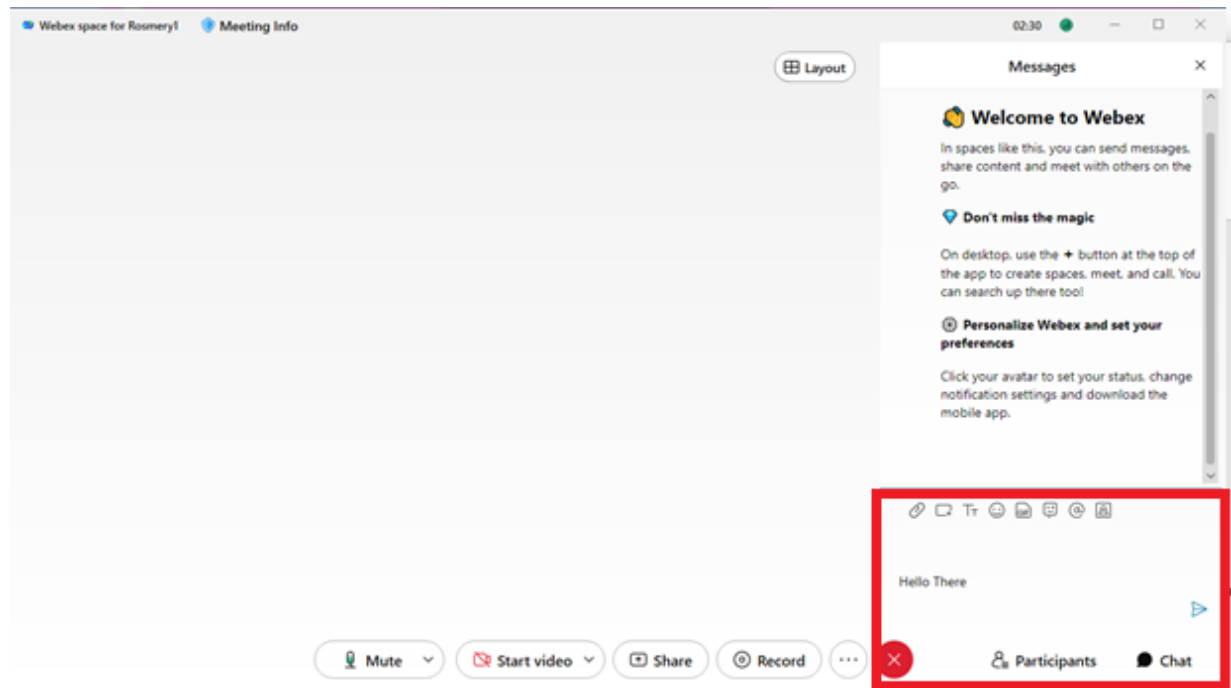 Webex space for Rosmery1
Meeting Info
02:30
Layout
Messages
Welcome to Webex
In spaces like this, you can send messages,
share content and meet with others on the
go.
Don't miss the magic
On desktop, use the + button at the top of
the app to create spaces, meet, and call. You
can search up there too!
Personalize Webex and set your
preferences
Click your avatar to set your status, change
notification settings and download the
mobile app.
Hello There
Mute
Start video
Share
Record
Participants
Chat